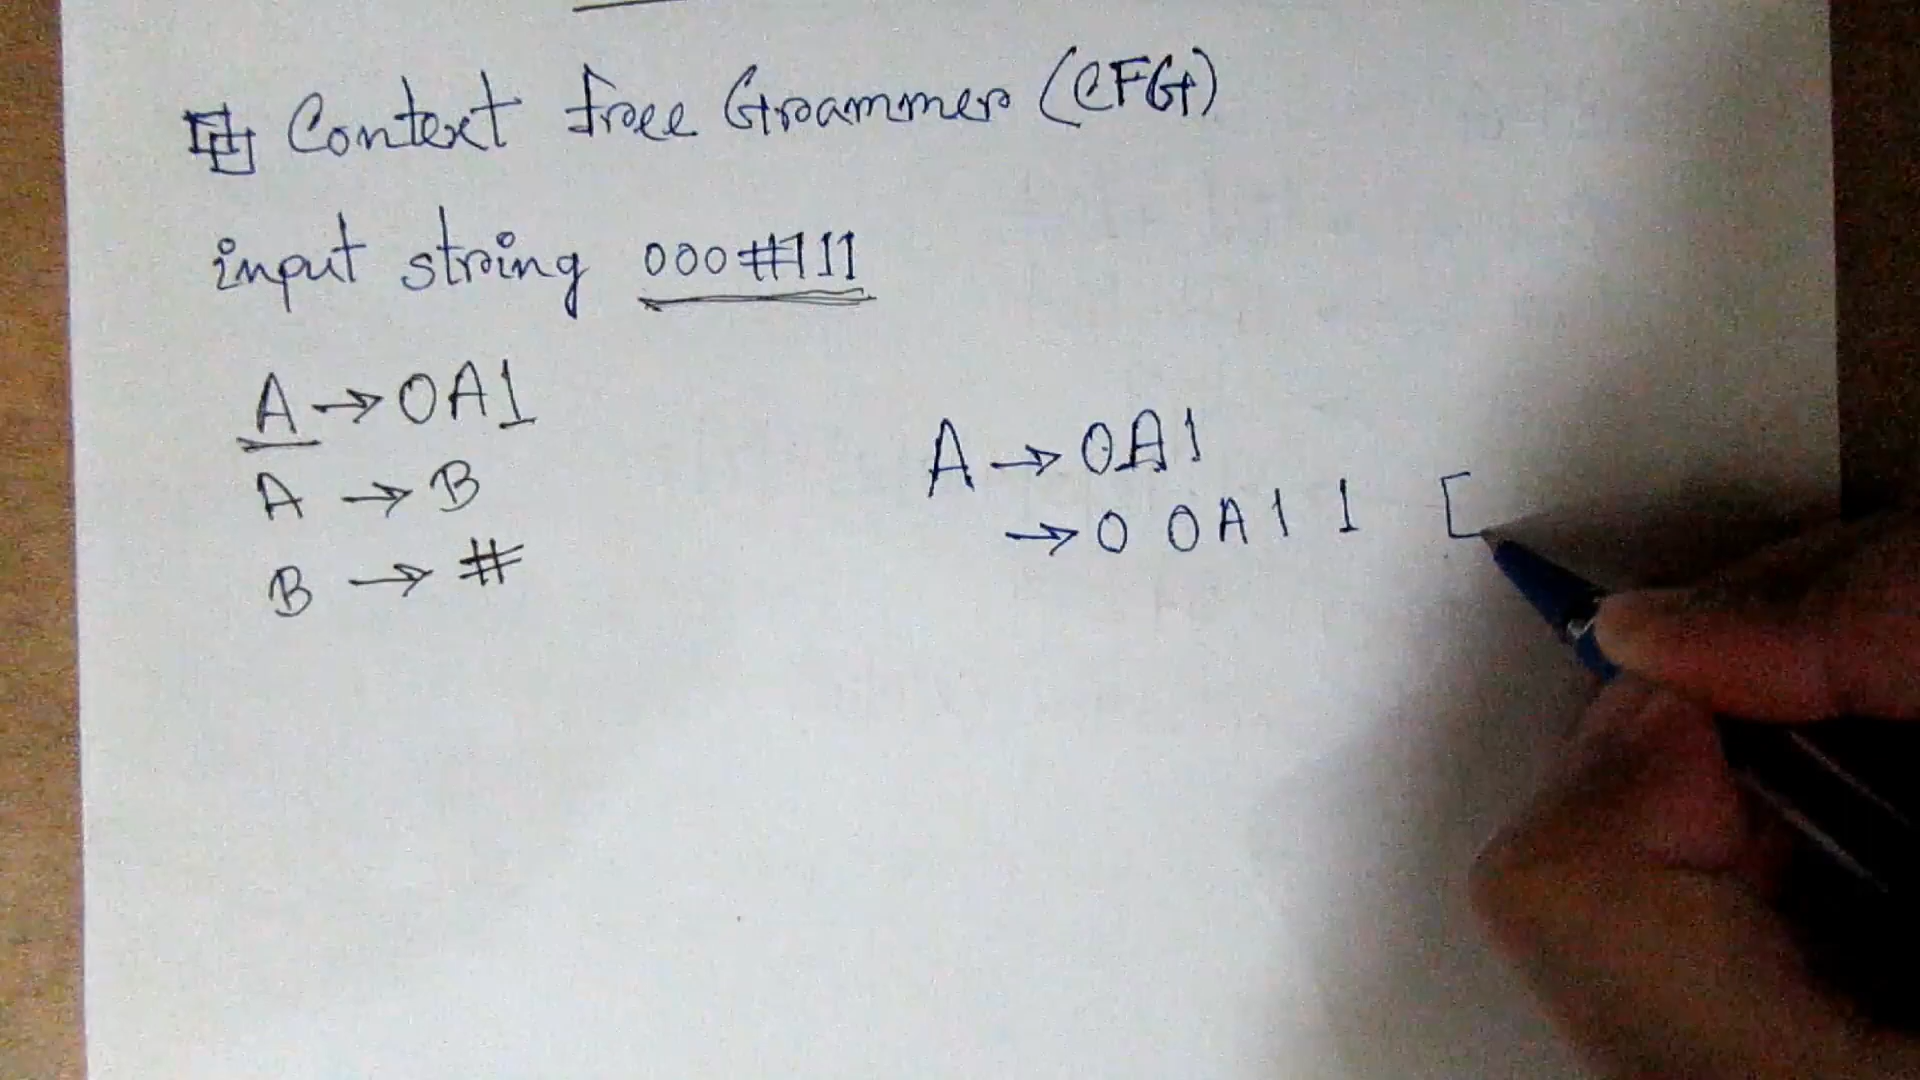 Context free Grammer (CFG)
input string 000#111
A → 0A1
A → B
B → #
A → 0A1
→ 0 0A1 1 [